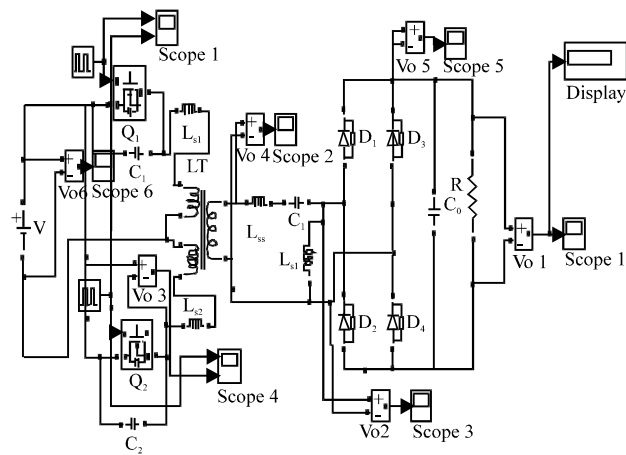 Scope 1
Vo 5
Scope 5
Display
Q1
Ls1
LT
Vo 4
Scope 2
D1
D3
Vo6
Scope 6
C1
R
C0
V
+
Lss
C1
Ls1
Vo 1
Scope 1
Vo 3
Ls2
D2
D4
Q2
Scope 4
C2
Vo2
Scope 3